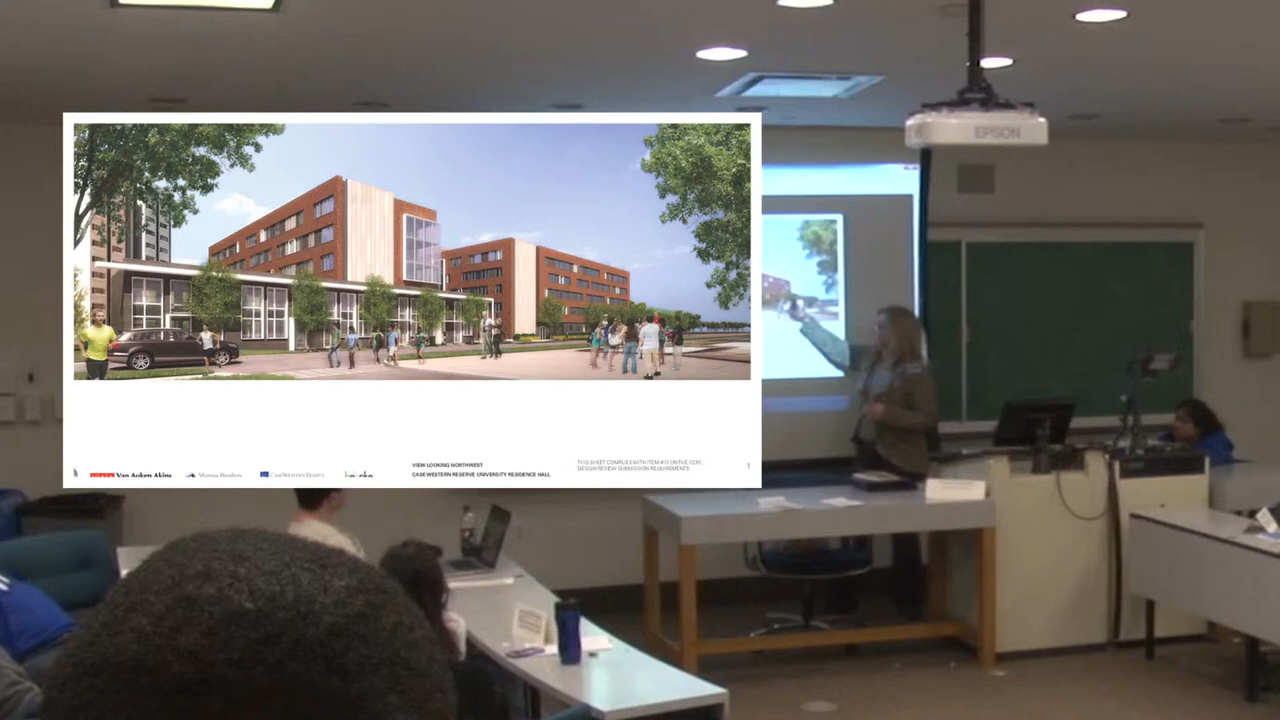 EPSON
Van Auken Akins
VIEW LOOKING NORTHWEST
CASE WESTERN RESERVE UNIVERSITY RESIDENCE HALL
THIS SHEET COMPLIES WITH ITEM #13 ON THE CCPC
DESIGN REVIEW SUBMISSION REQUIREMENTS
1